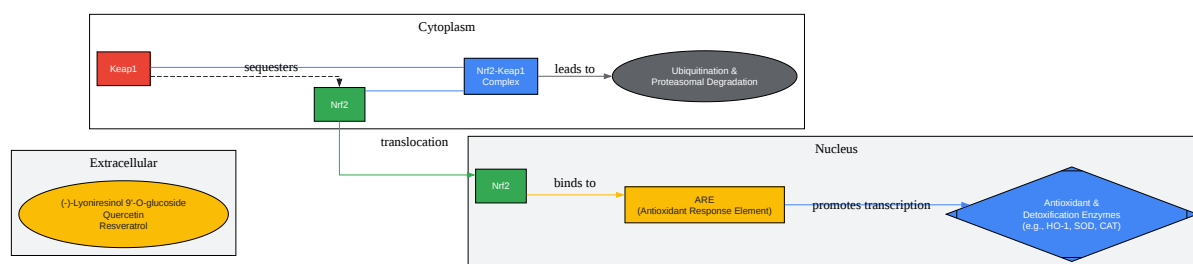 Cytoplasm
Keap1
sequesters
Nrf2-Keap1
Complex
leads to
Ubiquitination &
Proteasomal Degradation
Nrf2
translocation
Extracellular
(-)-Lyoniresinol 9'-O-glucoside
Quercetin
Resveratrol
Nucleus
Nrf2
binds to
ARE
(Antioxidant Response Element)
promotes transcription
Antioxidant &
Detoxification Enzymes
(e.g., HO-1, SOD, CAT)